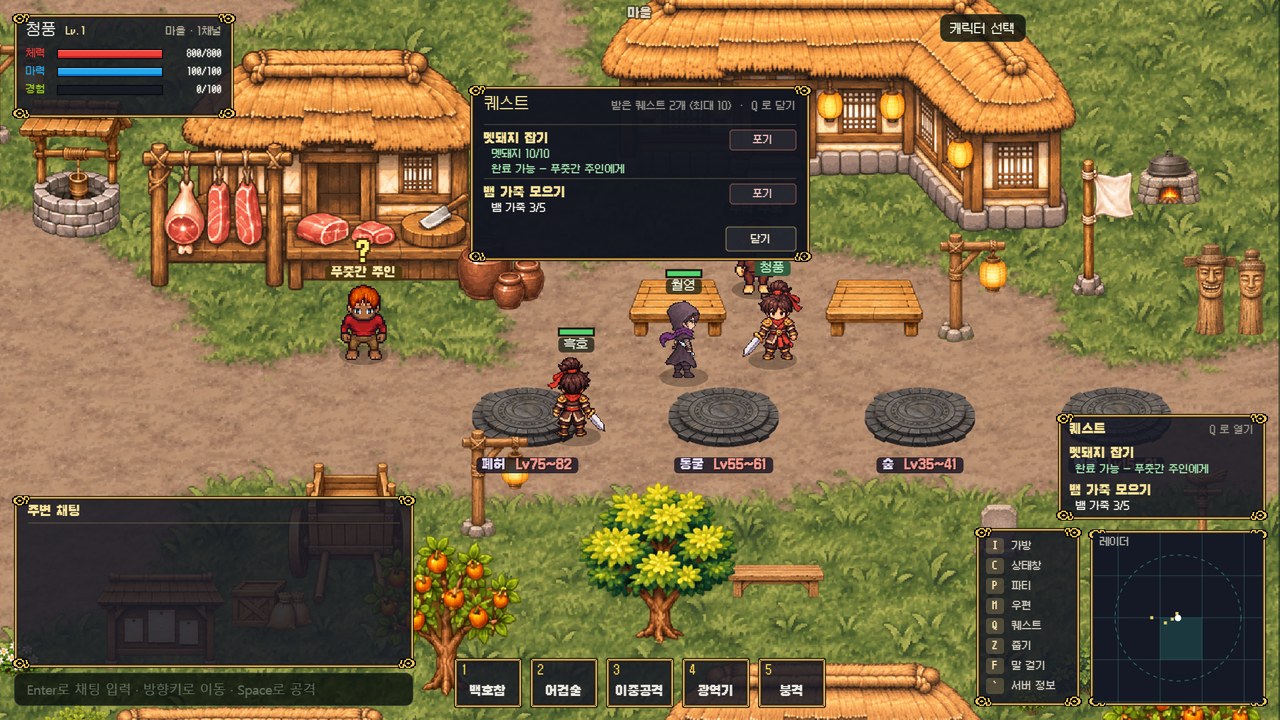 청풍 Lv.1 마을 · 1채널
체력 800/800
마력 100/100
경험 0/100
마을
캐릭터 선택
퀘스트 받은 퀘스트 2개 (최대 10) · Q 로 닫기
멧돼지 잡기 포기
멧돼지 10/10
완료 가능 - 푸줏간 주인에게
뱀 가죽 모으기 포기
뱀 가죽 3/5
닫기
?
푸줏간 주인
청풍
월영
흑호
폐허 Lv75~82
동굴 Lv55~61
숲 Lv35~41
퀘스트 Q 로 열기
멧돼지 잡기
완료 가능 - 푸줏간 주인에게
뱀 가죽 모으기
뱀 가죽 3/5
주변 채팅
Enter로 채팅 입력 · 방향키로 이동 · Space로 공격
1 백호참
2 어검술
3 이중공격
4 광역기
5 붕격
I 가방
C 상태창
P 파티
M 우편
Q 퀘스트
Z 줍기
F 말 걸기
` 서버 정보
레이더